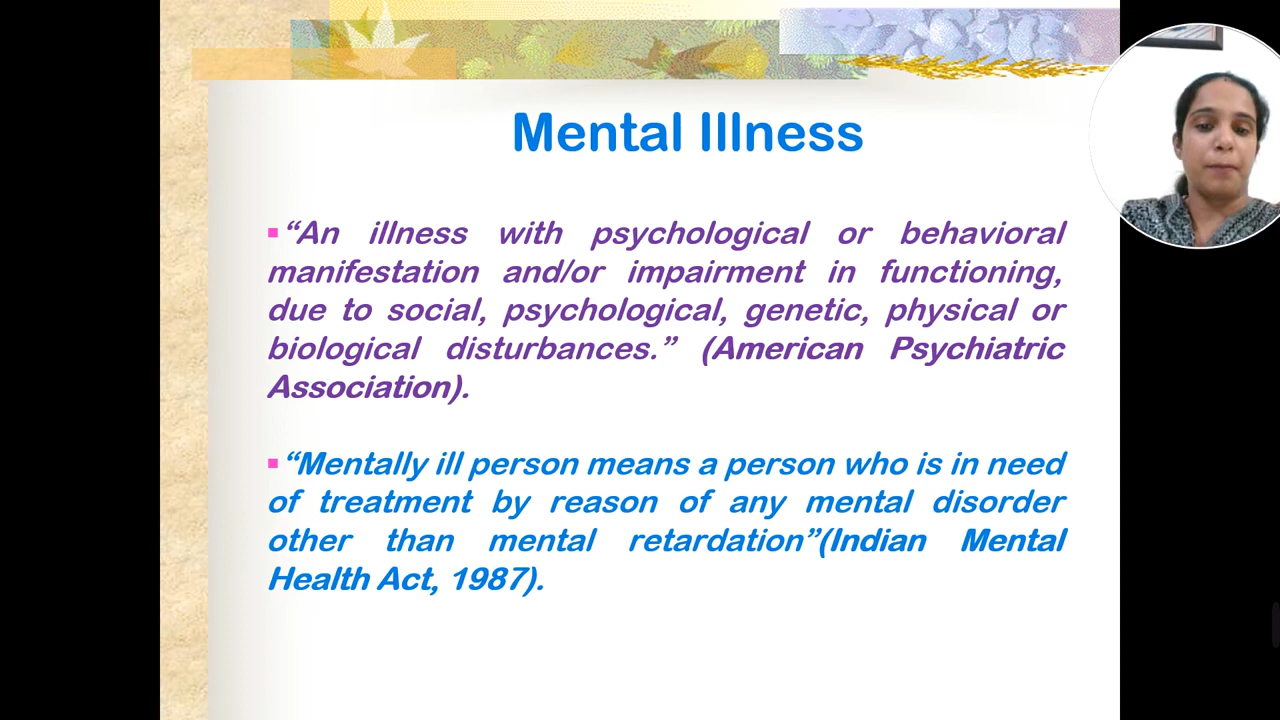 Mental Illness
▪“An illness with psychological or behavioral
manifestation and/or impairment in functioning,
due to social, psychological, genetic, physical or
biological disturbances.” (American Psychiatric
Association).
▪“Mentally ill person means a person who is in need
of treatment by reason of any mental disorder
other than mental retardation”(Indian Mental
Health Act, 1987).